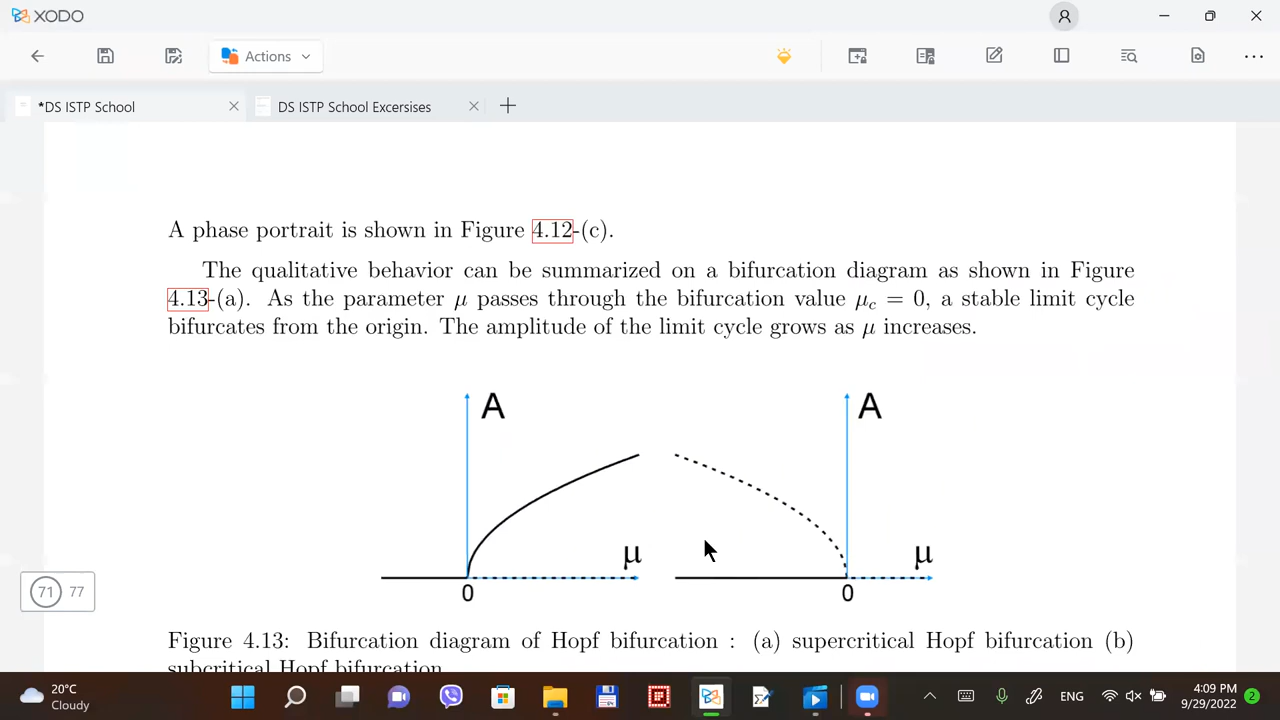 XODO
Actions
*DS ISTP School
DS ISTP School Excersises
A phase portrait is shown in Figure 4.12-(c).
The qualitative behavior can be summarized on a bifurcation diagram as shown in Figure
4.13-(a). As the parameter μ passes through the bifurcation value μc = 0, a stable limit cycle
bifurcates from the origin. The amplitude of the limit cycle grows as μ increases.
A
A
μ
μ
0
0
71 77
Figure 4.13: Bifurcation diagram of Hopf bifurcation : (a) supercritical Hopf bifurcation (b)
subcritical Hopf bifurcation
20°C
Cloudy
64
ENG
4:09 PM
9/29/2022
2